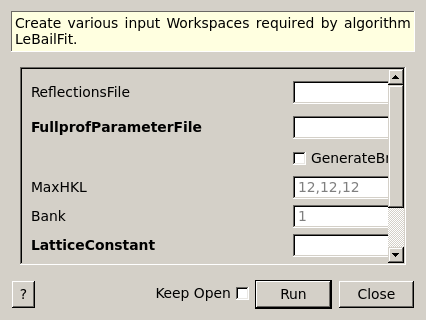 Create various input Workspaces required by algorithm
LeBailFit.
ReflectionsFile
FullprofParameterFile
GenerateBr
MaxHKL 12,12,12
Bank 1
LatticeConstant
? Keep Open Run Close